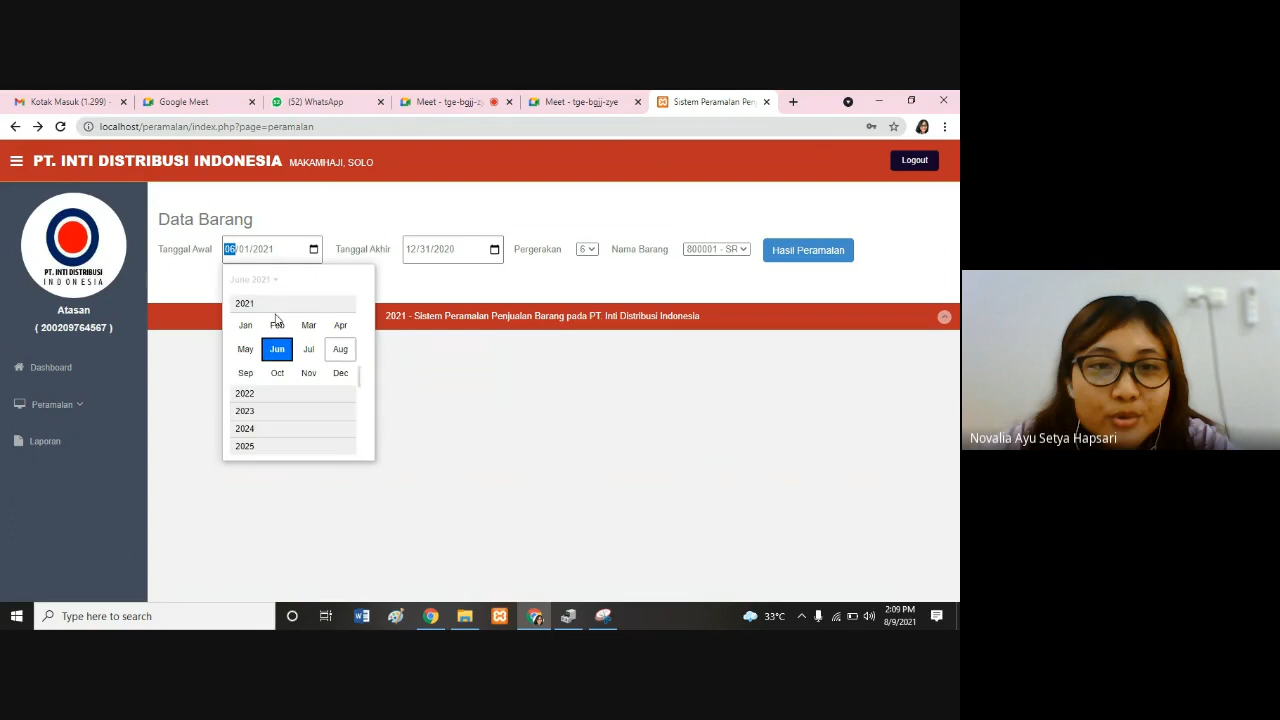 Kotak Masuk (1.299) -
Google Meet
(52) WhatsApp
Meet - tge-bgjj-zy
Meet - tge-bgjj-zye
Sistem Peramalan Pen
localhost/peramalan/index.php?page=peramalan
PT. INTI DISTRIBUSI INDONESIA MAKAMHAJI, SOLO
Logout
PT. INTI DISTRIBUSI
INDONESIA
Atasan
( 200209764567 )
Dashboard
Peramalan
Laporan
Data Barang
Tanggal Awal 06/01/2021 Tanggal Akhir 12/31/2020 Pergerakan 6 Nama Barang 800001 - SR Hasil Peramalan
June 2021
2021
Jan Feb Mar Apr
May Jun Jul Aug
Sep Oct Nov Dec
2022
2023
2024
2025
2021 - Sistem Peramalan Penjualan Barang pada PT. Inti Distribusi Indonesia
Novalia Ayu Setya Hapsari
Type here to search
33°C
2:09 PM
8/9/2021